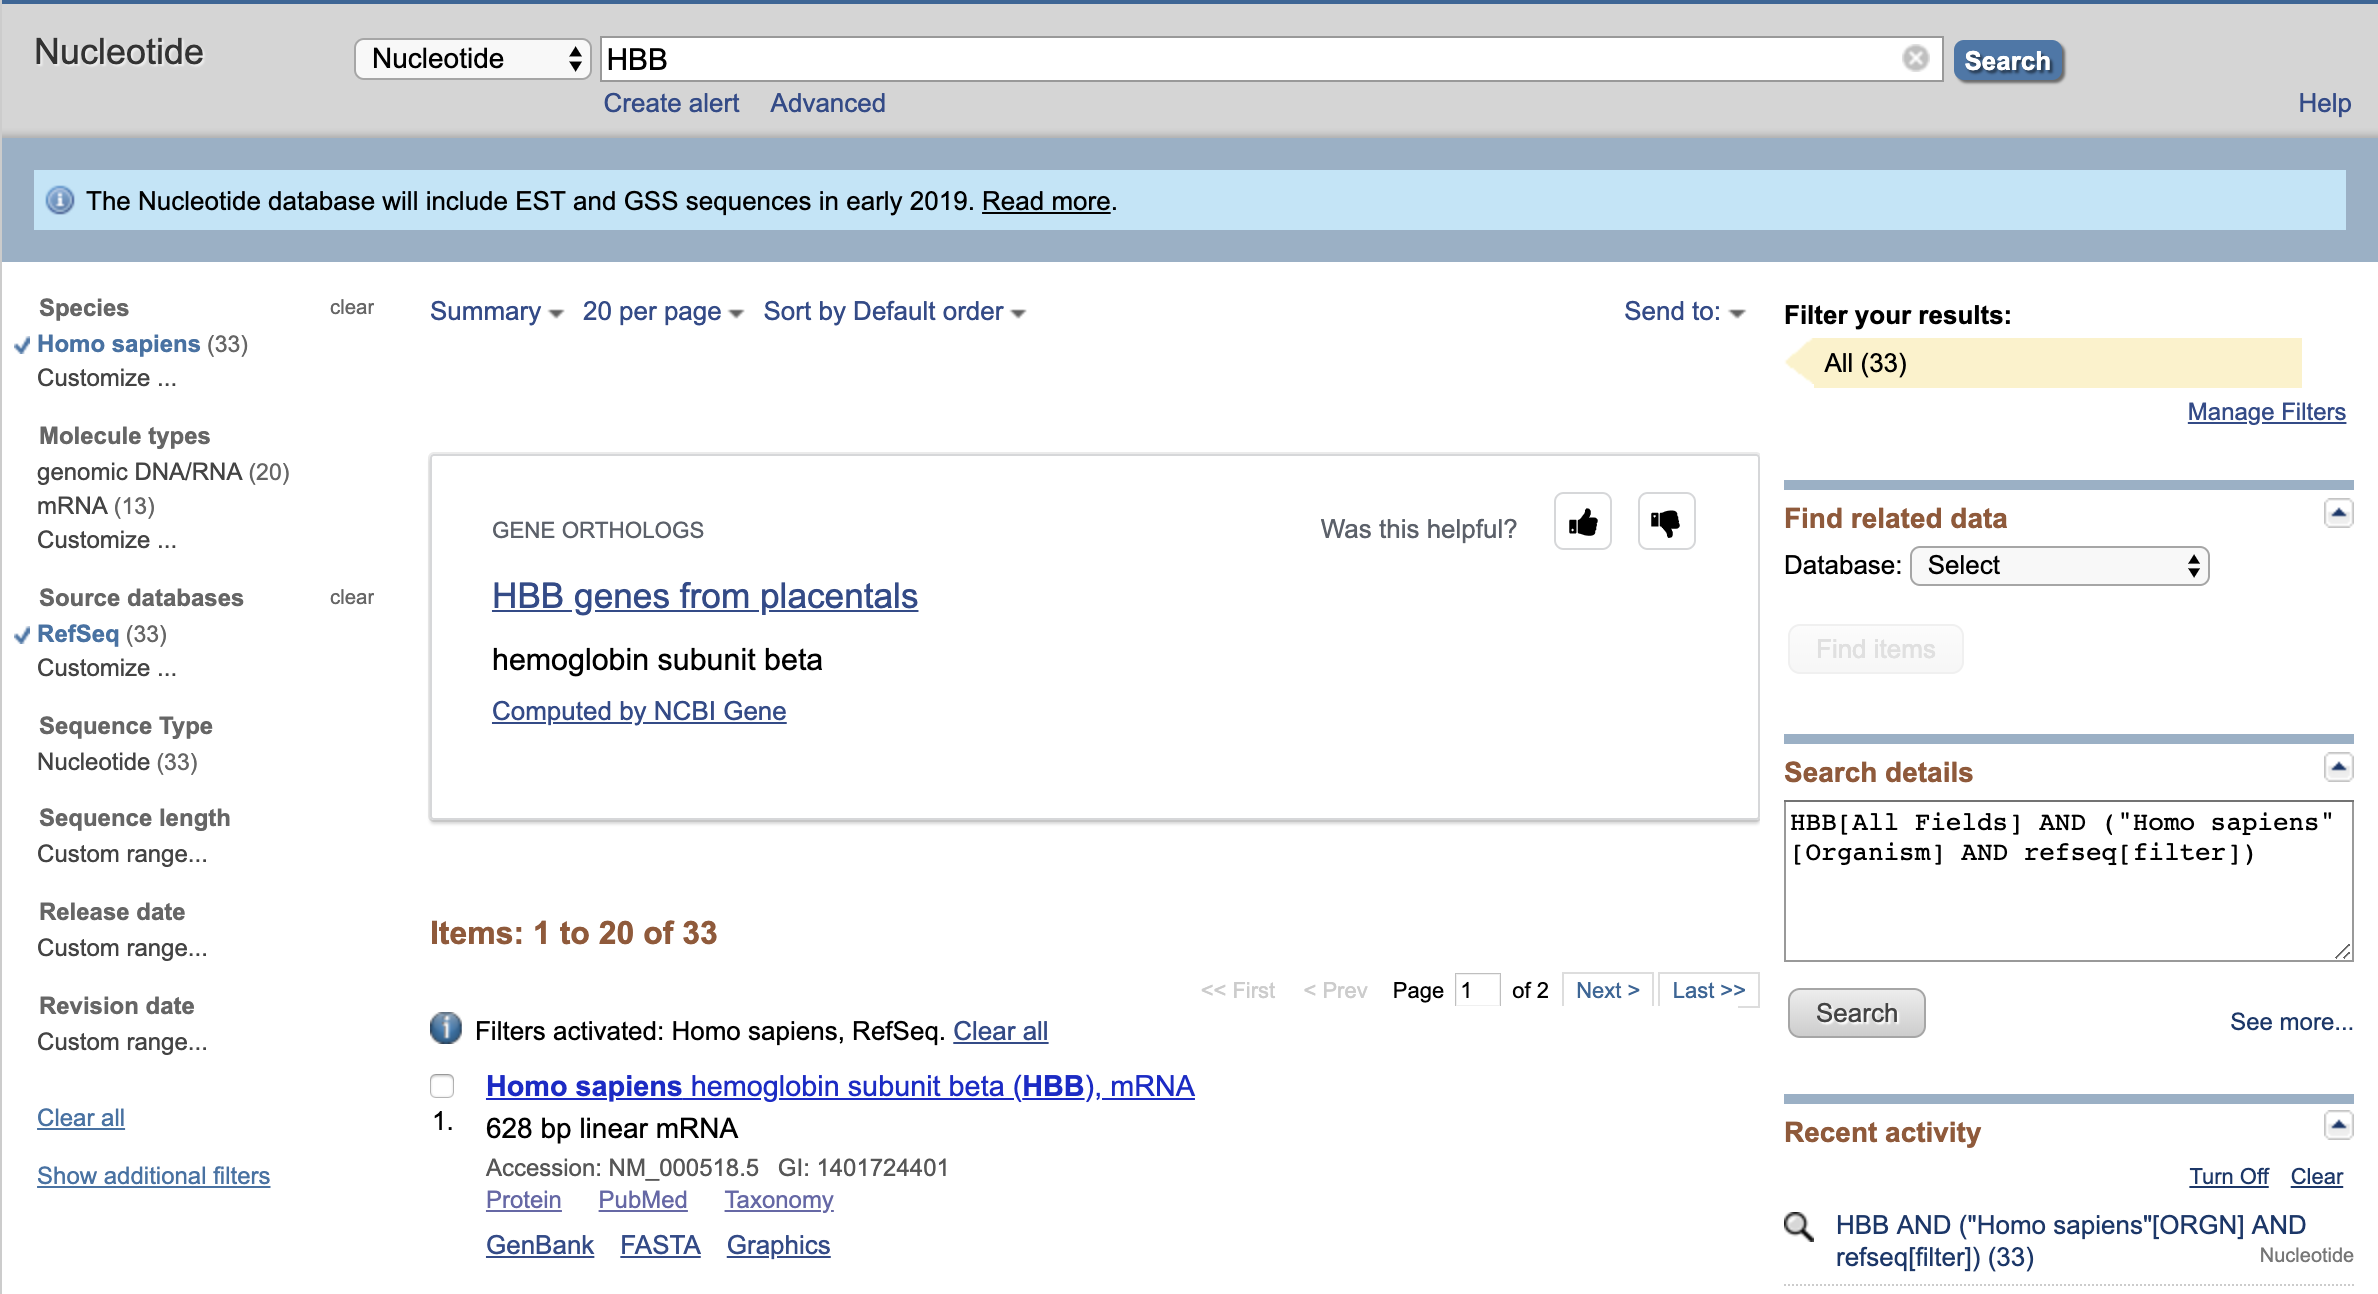 Nucleotide
Nucleotide
HBB
Search
Create alert Advanced
Help
The Nucleotide database will include EST and GSS sequences in early 2019. Read more.
Species clear
Homo sapiens (33)
Customize ...
Molecule types
genomic DNA/RNA (20)
mRNA (13)
Customize ...
Source databases clear
RefSeq (33)
Customize ...
Sequence Type
Nucleotide (33)
Sequence length
Custom range...
Release date
Custom range...
Revision date
Custom range...
Clear all
Show additional filters
Summary 20 per page Sort by Default order Send to:
GENE ORTHOLOGS
Was this helpful?
HBB genes from placentals
hemoglobin subunit beta
Computed by NCBI Gene
Items: 1 to 20 of 33
<< First < Prev Page 1 of 2 Next > Last >>
Filters activated: Homo sapiens, RefSeq. Clear all
Homo sapiens hemoglobin subunit beta (HBB), mRNA
1.
628 bp linear mRNA
Accession: NM_000518.5 GI: 1401724401
Protein PubMed Taxonomy
GenBank FASTA Graphics
Filter your results:
All (33)
Manage Filters
Find related data
Database: Select
Find items
Search details
HBB[All Fields] AND ("Homo sapiens"
[Organism] AND refseq[filter])
Search
See more...
Recent activity
Turn Off Clear
HBB AND ("Homo sapiens"[ORGN] AND
refseq[filter]) (33)
Nucleotide